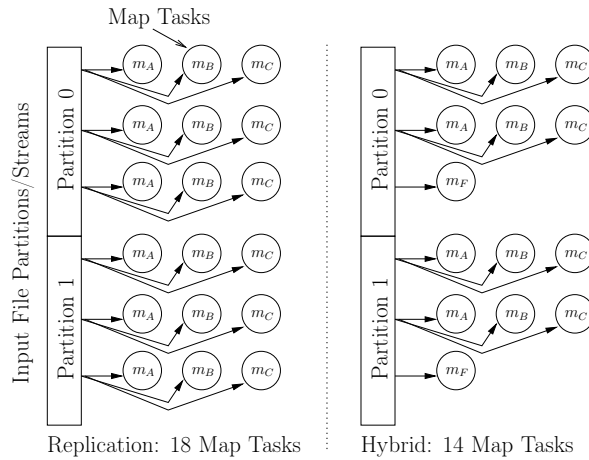 Map Tasks
Input File Partitions/Streams
Partition 0
m_A m_B m_C
m_A m_B m_C
m_A m_B m_C
Partition 1
m_A m_B m_C
m_A m_B m_C
m_A m_B m_C
Replication: 18 Map Tasks
Partition 0
m_A m_B m_C
m_A m_B m_C
m_F
Partition 1
m_A m_B m_C
m_A m_B m_C
m_F
Hybrid: 14 Map Tasks